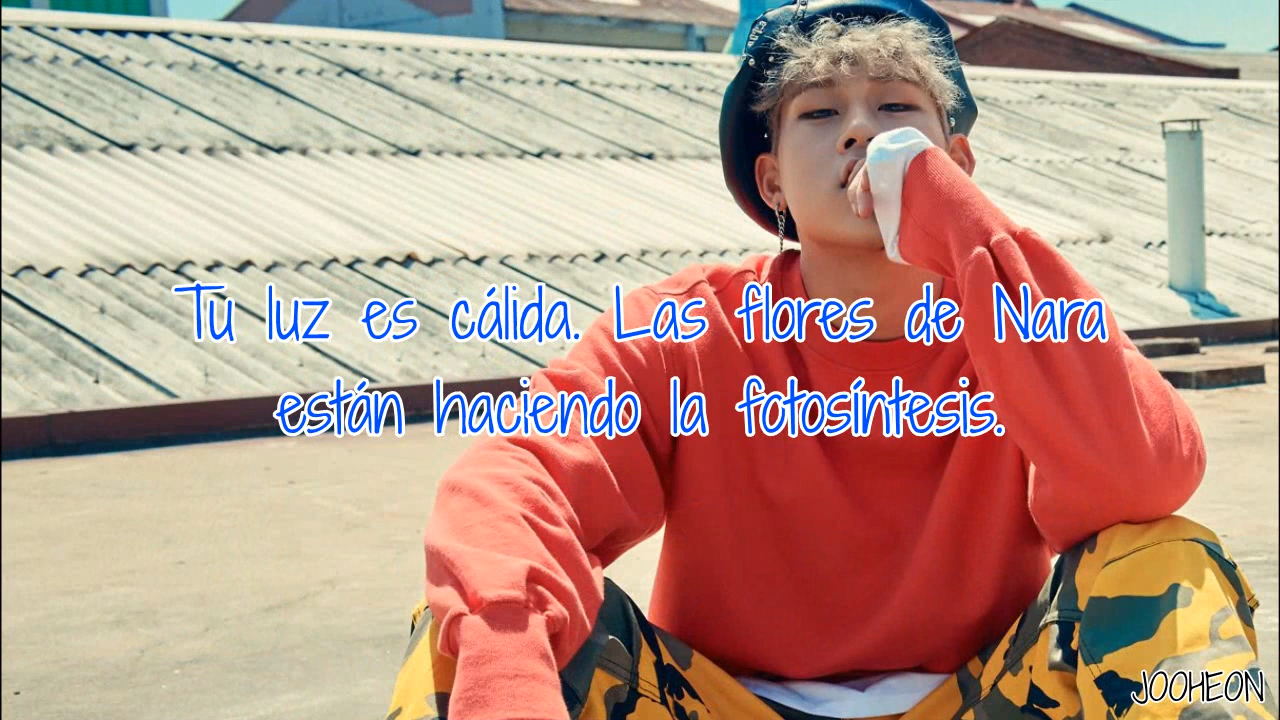 Tu luz es cálida. Las flores de Nara
están haciendo la fotosíntesis.
JOOHEON